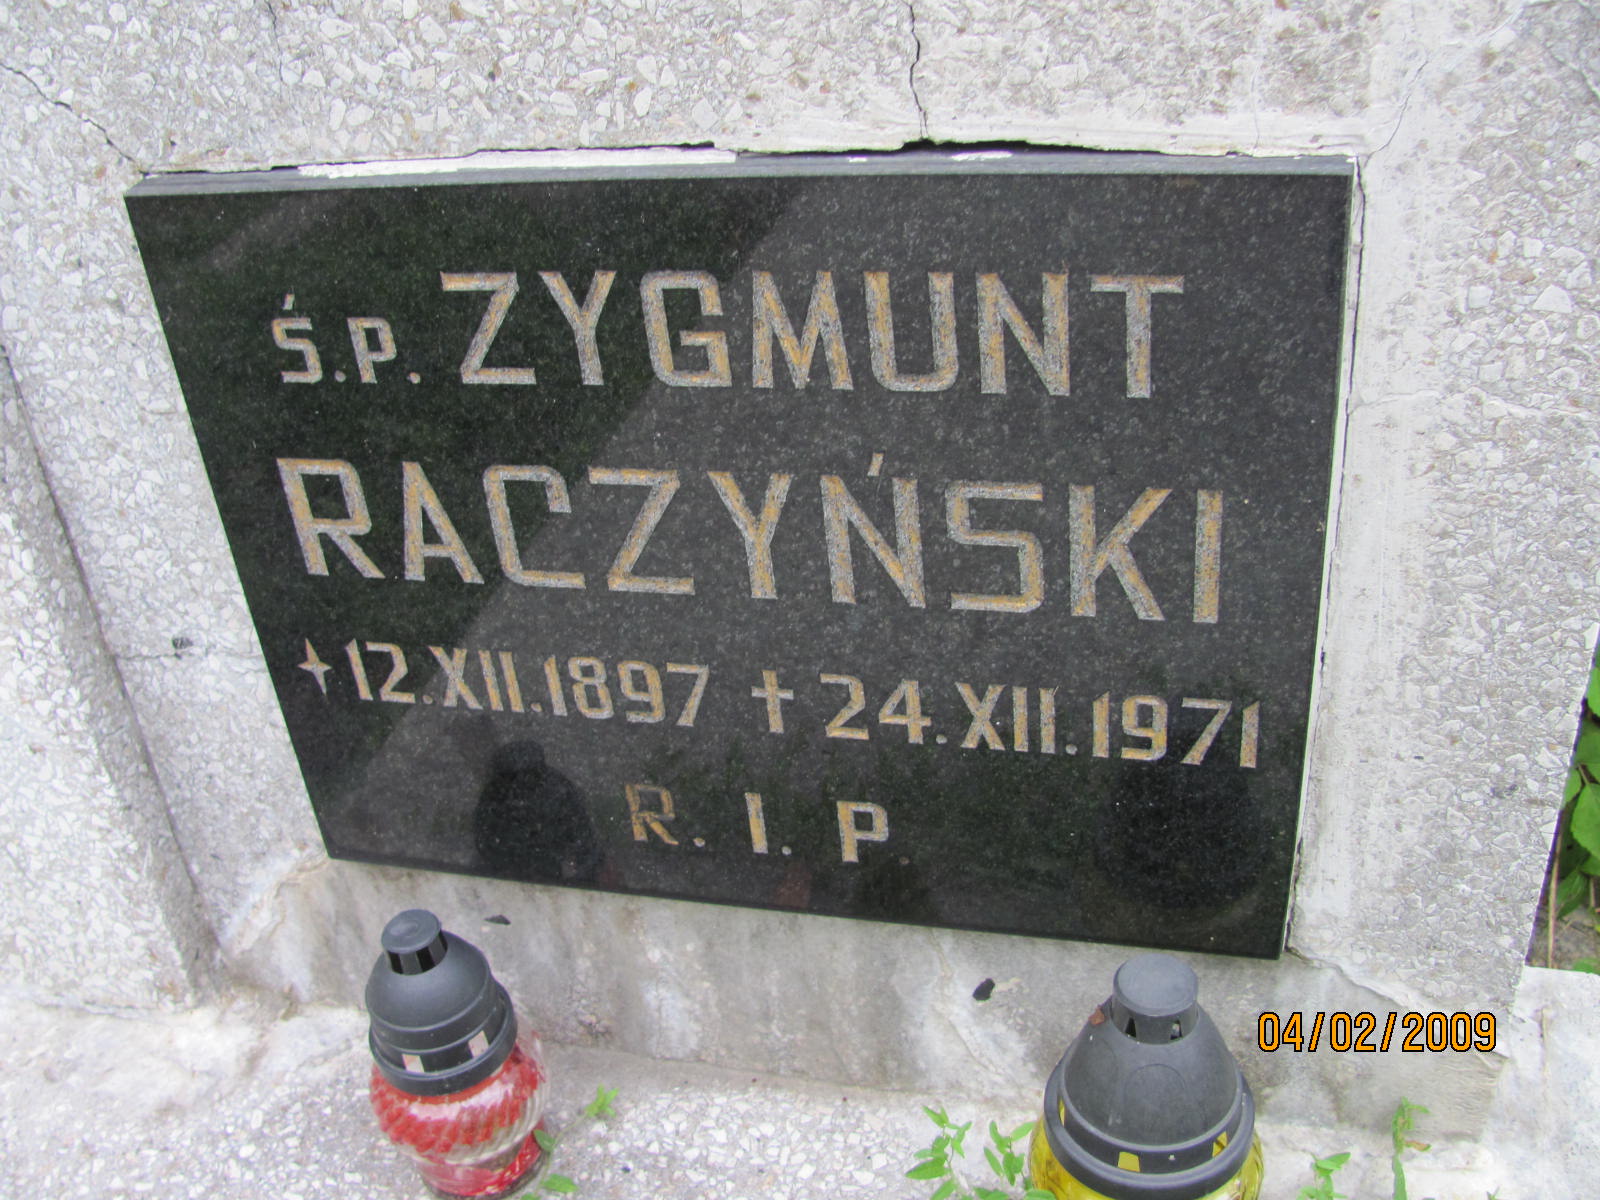 Ś.P. ZYGMUNT
RACZYŃSKI
12.XII.1897 † 24.XII.1971
R. I. P.
04/02/2009